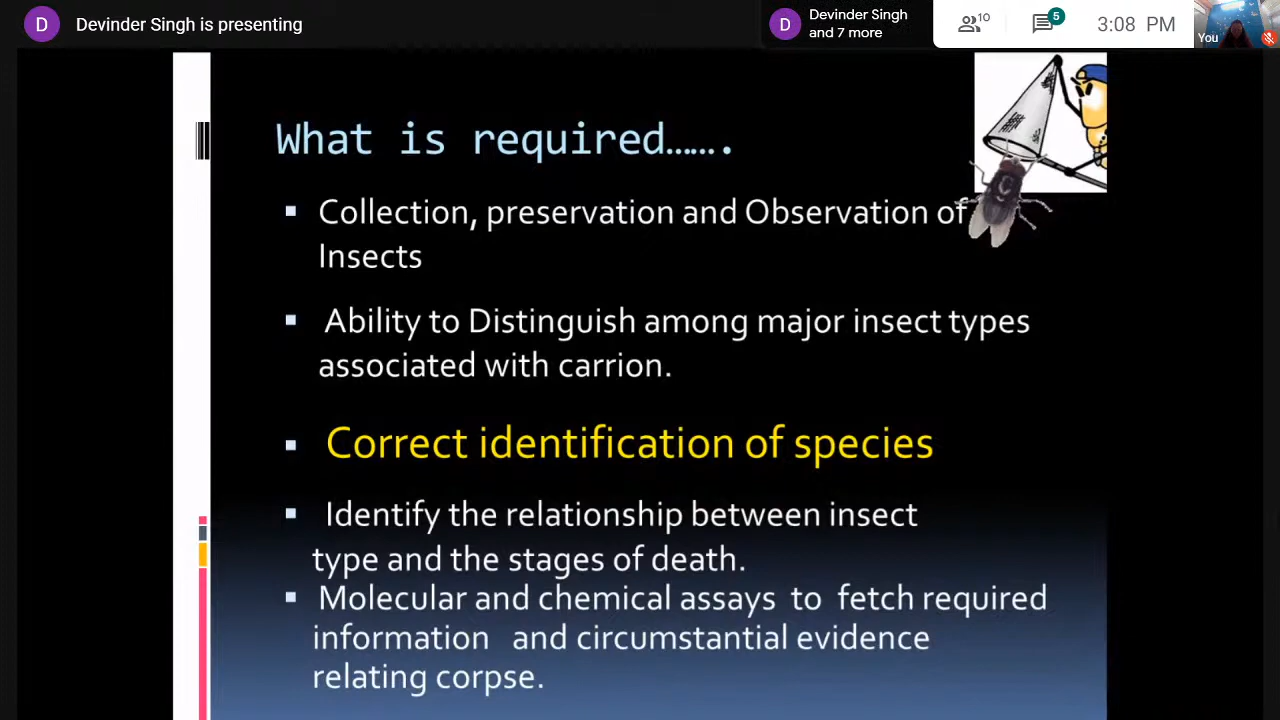 D Devinder Singh is presenting
D Devinder Singh
and 7 more
10
5
3:08 PM
You
What is required…….
Collection, preservation and Observation of
Insects
Ability to Distinguish among major insect types
associated with carrion.
Correct identification of species
Identify the relationship between insect
type and the stages of death.
Molecular and chemical assays to fetch required
information and circumstantial evidence
relating corpse.